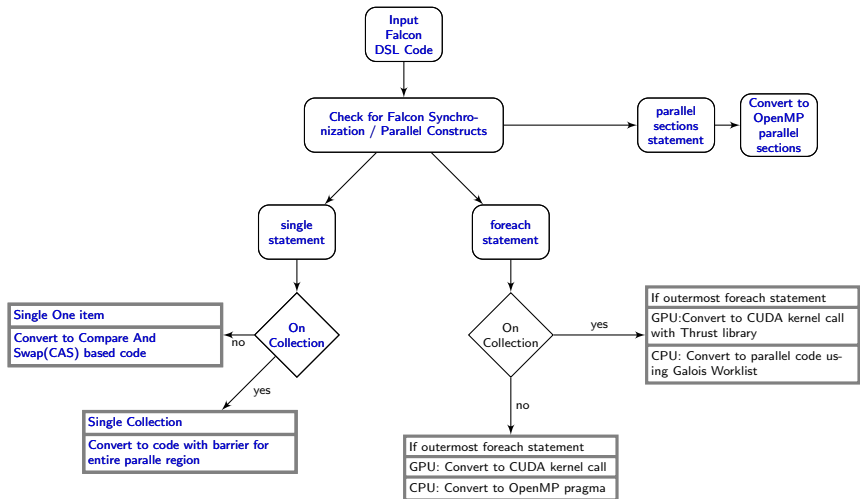 Input
Falcon
DSL Code
Check for Falcon Synchro-
nization / Parallel Constructs
parallel
sections
statement
Convert to
OpenMP
parallel
sections
single
statement
foreach
statement
On
Collection
no
yes
Single One item
Convert to Compare And
Swap(CAS) based code
Single Collection
Convert to code with barrier for
entire paralle region
On
Collection
yes
no
If outermost foreach statement
GPU:Convert to CUDA kernel call
with Thrust library
CPU: Convert to parallel code us-
ing Galois Worklist
If outermost foreach statement
GPU: Convert to CUDA kernel call
CPU: Convert to OpenMP pragma